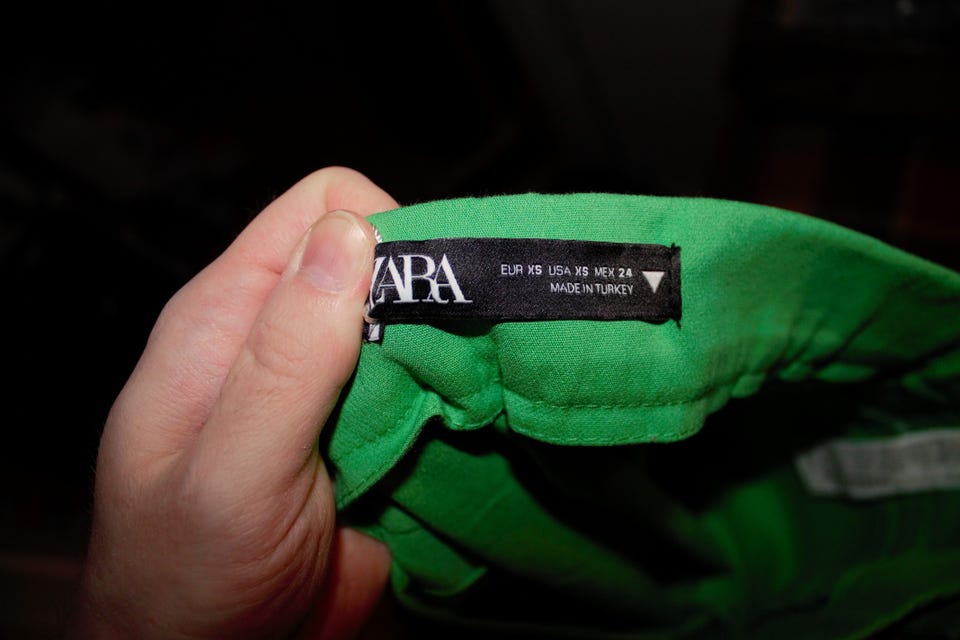 ZARA
EUR XS USA XS MEX 24
MADE IN TURKEY